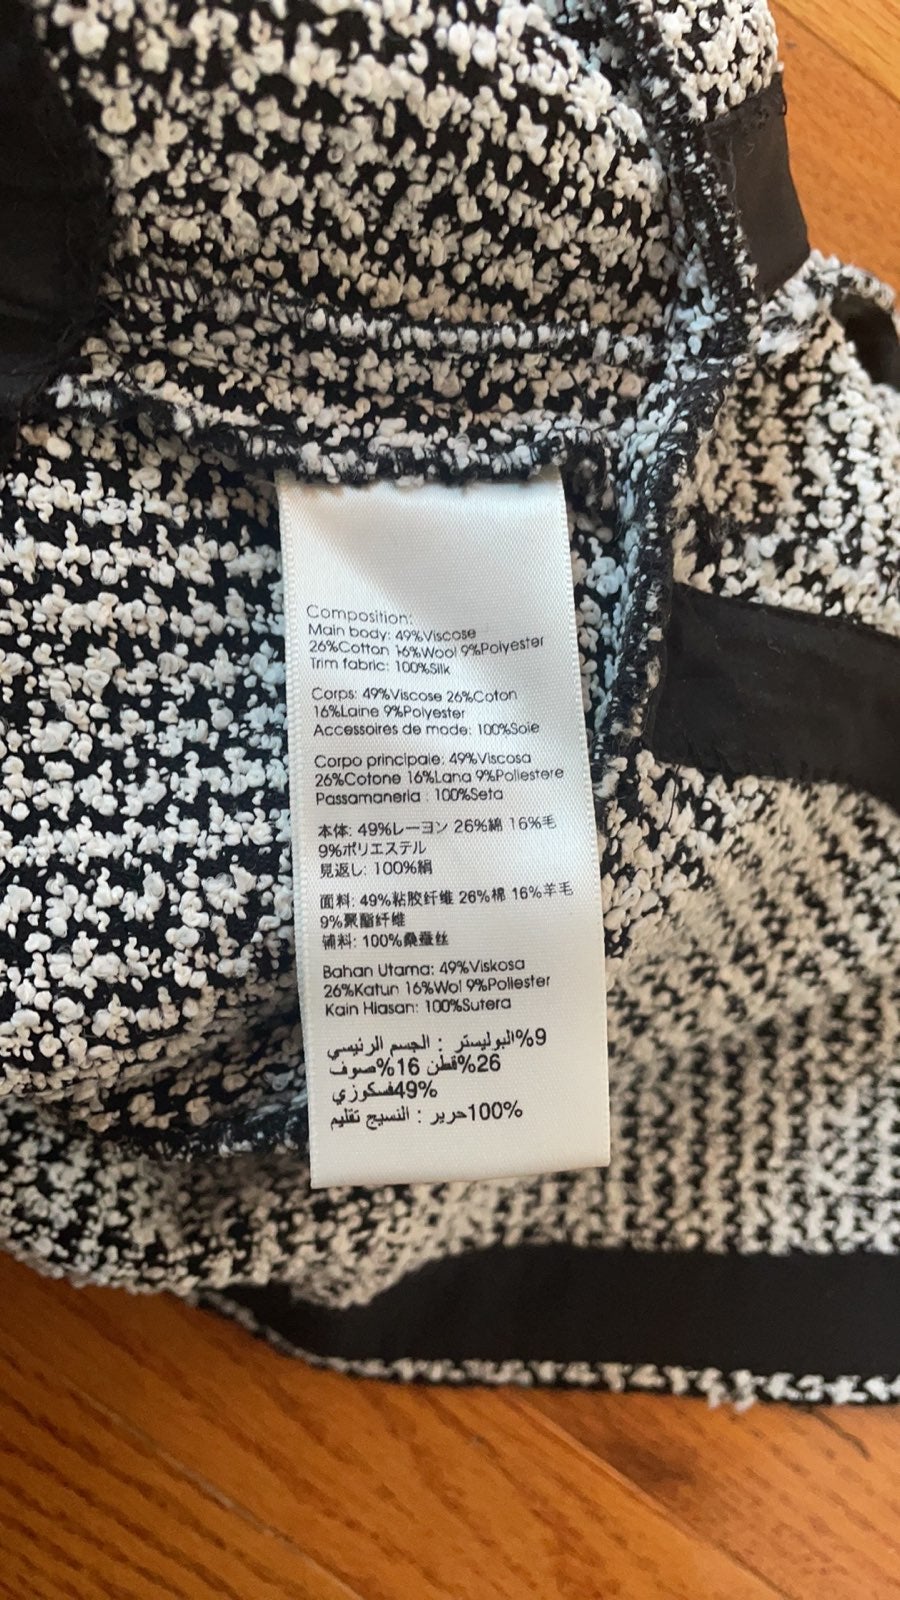 Composition:
Main body: 49%Viscose
26%Cotton 16%Wool 9%Polyester
Trim fabric: 100%Silk
Corps: 49%Viscose 26%Coton
16%Laine 9%Polyester
Accessoires de mode: 100%Soie
Corpo principale: 49%Viscosa
26%Cotone 16%Lana 9%Poliestere
Passamaneria : 100%Seta
本体: 49%レーヨン 26%綿 16%毛
9%ポリエステル
見返し: 100%絹
面料: 49%粘胶纤维 26%棉 16%羊毛
9%聚酯纤维
辅料: 100%桑蚕丝
Bahan Utama: 49%Viskosa
26%Katun 16%Wol 9%Poliester
Kain Hiasan: 100%Sutera
9%البوليستر : الجسم الرئيسي
26%قطن 16%صوف
49%فسكوزي
100%حرير : النسيج تقليم